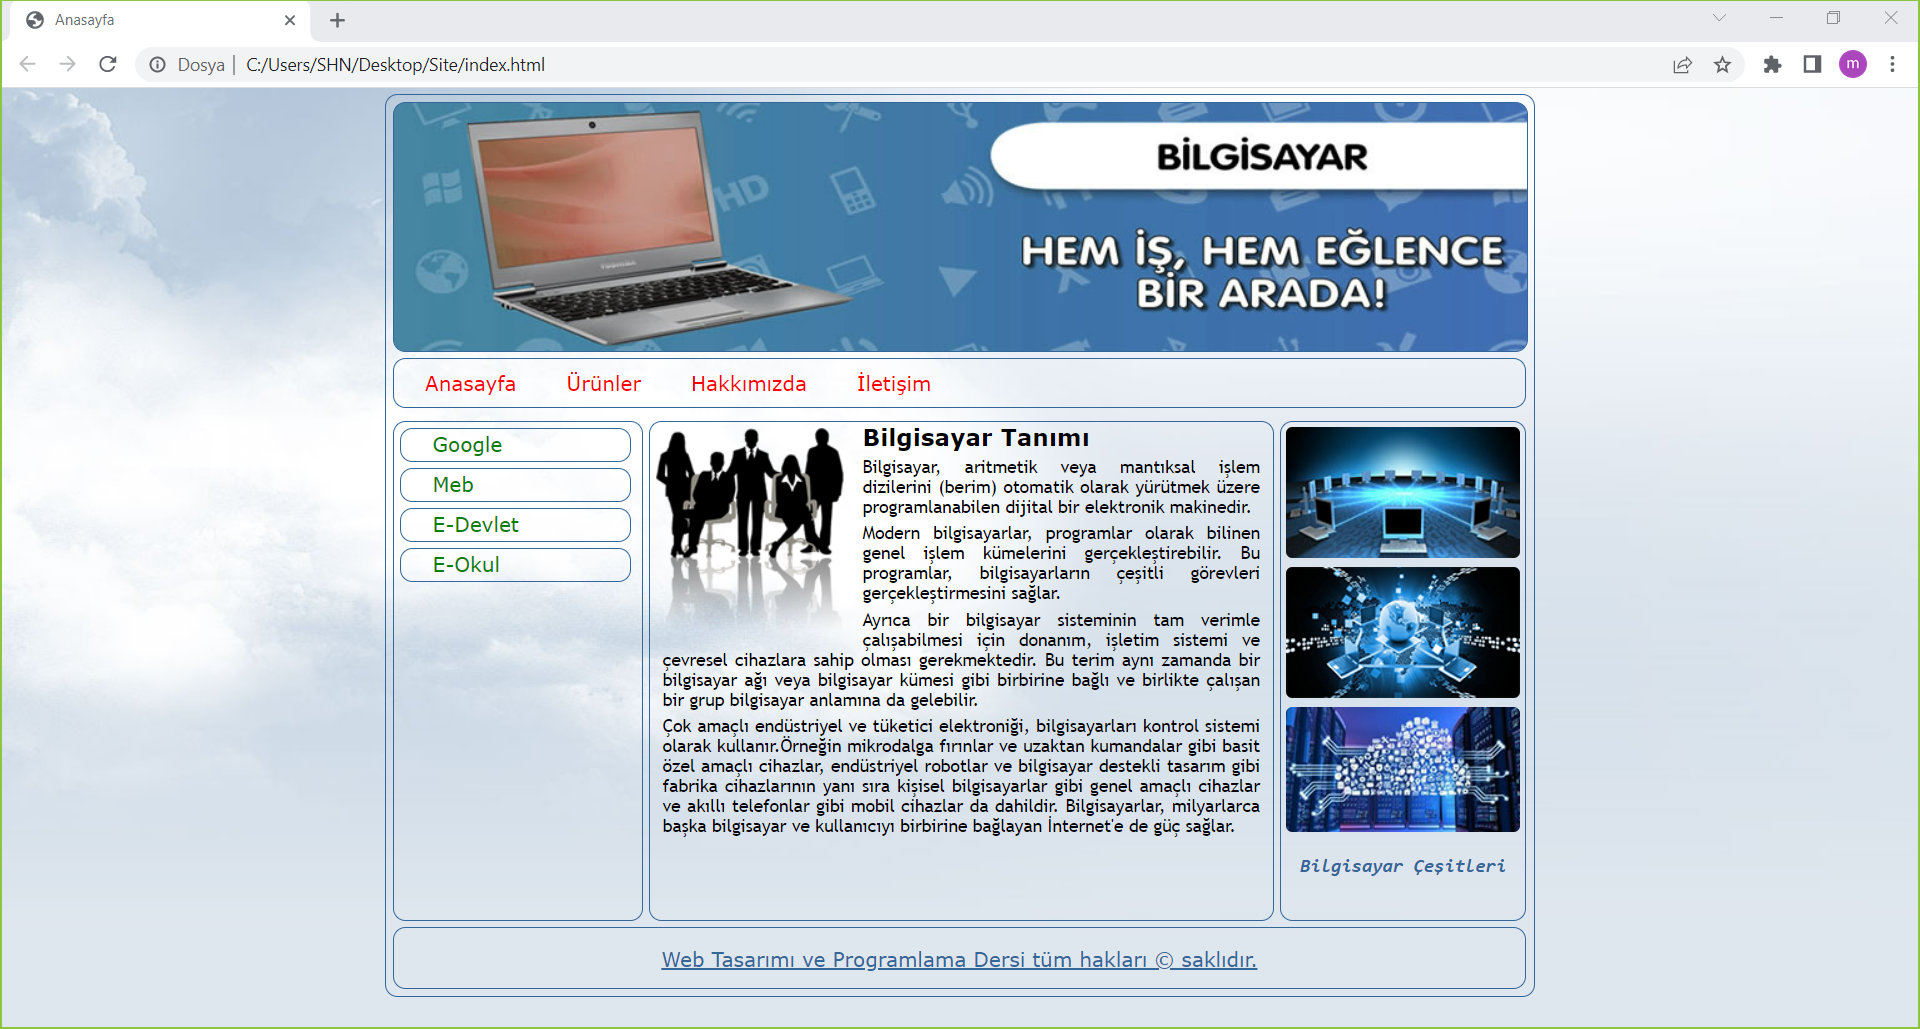 Anasayfa
Dosya | C:/Users/SHN/Desktop/Site/index.html
m
HD
TOSHIBA
BİLGİSAYAR
HEM İŞ, HEM EĞLENCE
BİR ARADA!
Anasayfa Ürünler Hakkımızda İletişim
Google
Meb
E-Devlet
E-Okul
Bilgisayar Tanımı
Bilgisayar, aritmetik veya mantıksal işlem
dizilerini (berim) otomatik olarak yürütmek üzere
programlanabilen dijital bir elektronik makinedir.
Modern bilgisayarlar, programlar olarak bilinen
genel işlem kümelerini gerçekleştirebilir. Bu
programlar, bilgisayarların çeşitli görevleri
gerçekleştirmesini sağlar.
Ayrıca bir bilgisayar sisteminin tam verimle
çalışabilmesi için donanım, işletim sistemi ve
çevresel cihazlara sahip olması gerekmektedir. Bu terim aynı zamanda bir
bilgisayar ağı veya bilgisayar kümesi gibi birbirine bağlı ve birlikte çalışan
bir grup bilgisayar anlamına da gelebilir.
Çok amaçlı endüstriyel ve tüketici elektroniği, bilgisayarları kontrol sistemi
olarak kullanır.Örneğin mikrodalga fırınlar ve uzaktan kumandalar gibi basit
özel amaçlı cihazlar, endüstriyel robotlar ve bilgisayar destekli tasarım gibi
fabrika cihazlarının yanı sıra kişisel bilgisayarlar gibi genel amaçlı cihazlar
ve akıllı telefonlar gibi mobil cihazlar da dahildir. Bilgisayarlar, milyarlarca
başka bilgisayar ve kullanıcıyı birbirine bağlayan İnternet'e de güç sağlar.
Bilgisayar Çeşitleri
Web Tasarımı ve Programlama Dersi tüm hakları © saklıdır.